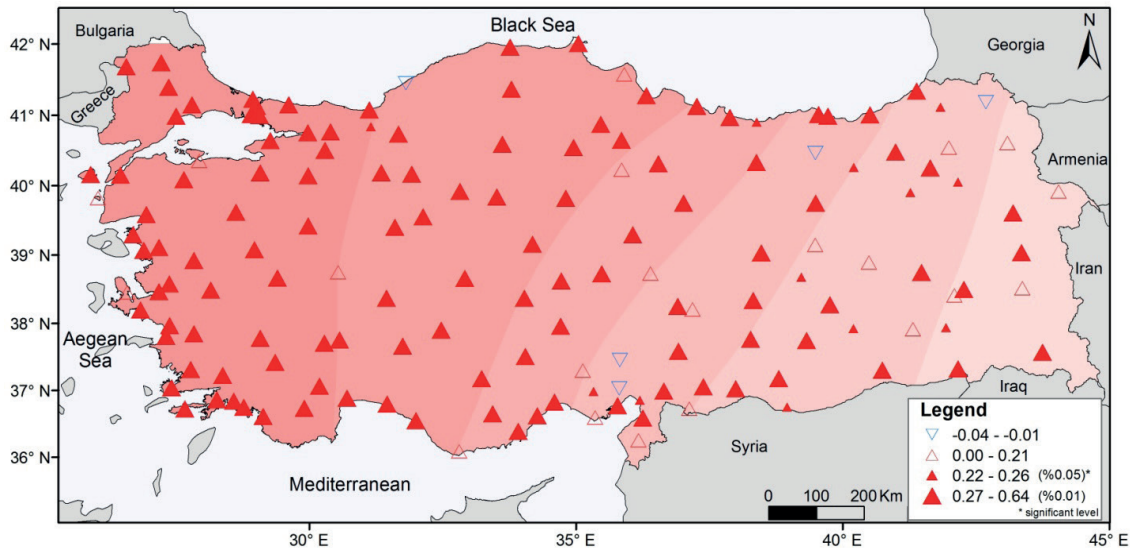 Black Sea
Bulgaria
Georgia
N
Greece
Armenia
Iran
Aegean
Sea
Iraq
Syria
Mediterranean
42° N
41° N
40° N
39° N
38° N
37° N
36° N
30° E
35° E
40° E
45° E
0 100 200 Km
Legend
-0.04 - -0.01
0.00 - 0.21
0.22 - 0.26 (%0.05)*
0.27 - 0.64 (%0.01)
* significant level